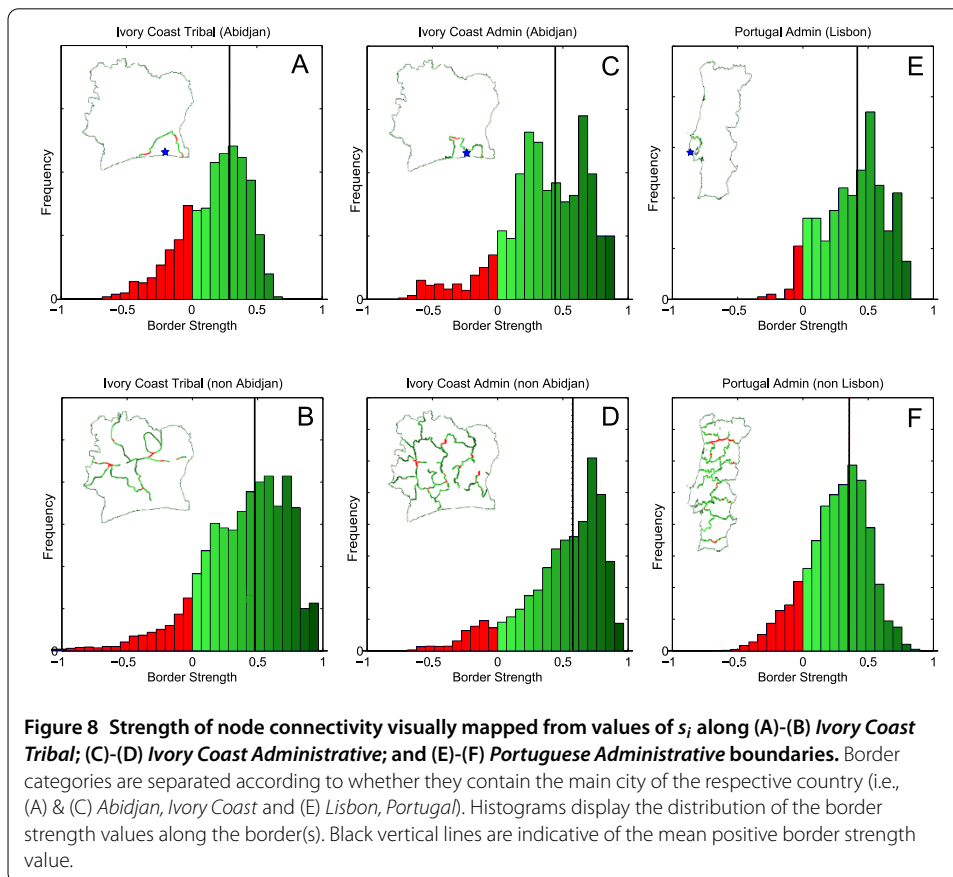 Ivory Coast Tribal (Abidjan)
A
Frequency
0
−1 −0.5 0 0.5 1
Border Strength
Ivory Coast Admin (Abidjan)
C
Frequency
0
−1 −0.5 0 0.5 1
Border Strength
Portugal Admin (Lisbon)
E
Frequency
0
−1 −0.5 0 0.5 1
Border Strength
Ivory Coast Tribal (non Abidjan)
B
Frequency
0
−1 −0.5 0 0.5 1
Border Strength
Ivory Coast Admin (non Abidjan)
D
Frequency
0
−1 −0.5 0 0.5 1
Border Strength
Portugal Admin (non Lisbon)
F
Frequency
0
−1 −0.5 0 0.5 1
Border Strength
Figure 8 Strength of node connectivity visually mapped from values of sᵢ along (A)-(B) Ivory Coast
Tribal; (C)-(D) Ivory Coast Administrative; and (E)-(F) Portuguese Administrative boundaries. Border
categories are separated according to whether they contain the main city of the respective country (i.e.,
(A) & (C) Abidjan, Ivory Coast and (E) Lisbon, Portugal). Histograms display the distribution of the border
strength values along the border(s). Black vertical lines are indicative of the mean positive border strength
value.